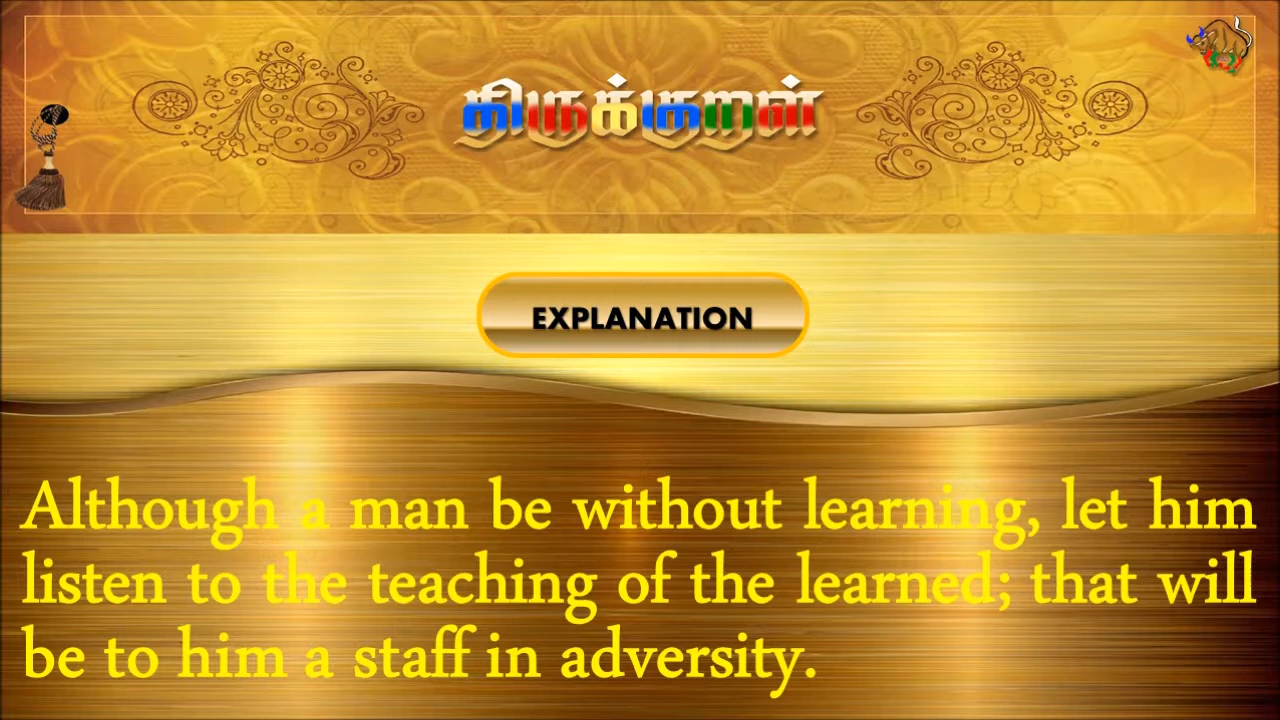 திருக்குறள்
EXPLANATION
Although a man be without learning, let him
listen to the teaching of the learned; that will
be to him a staff in adversity.